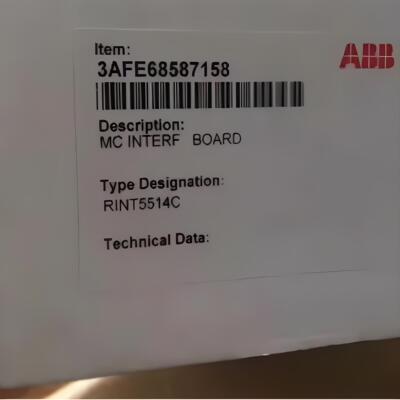 Item:
ABB
3AFE68587158
Description:
MC INTERF BOARD
Type Designation:
RINT5514C
Technical Data: